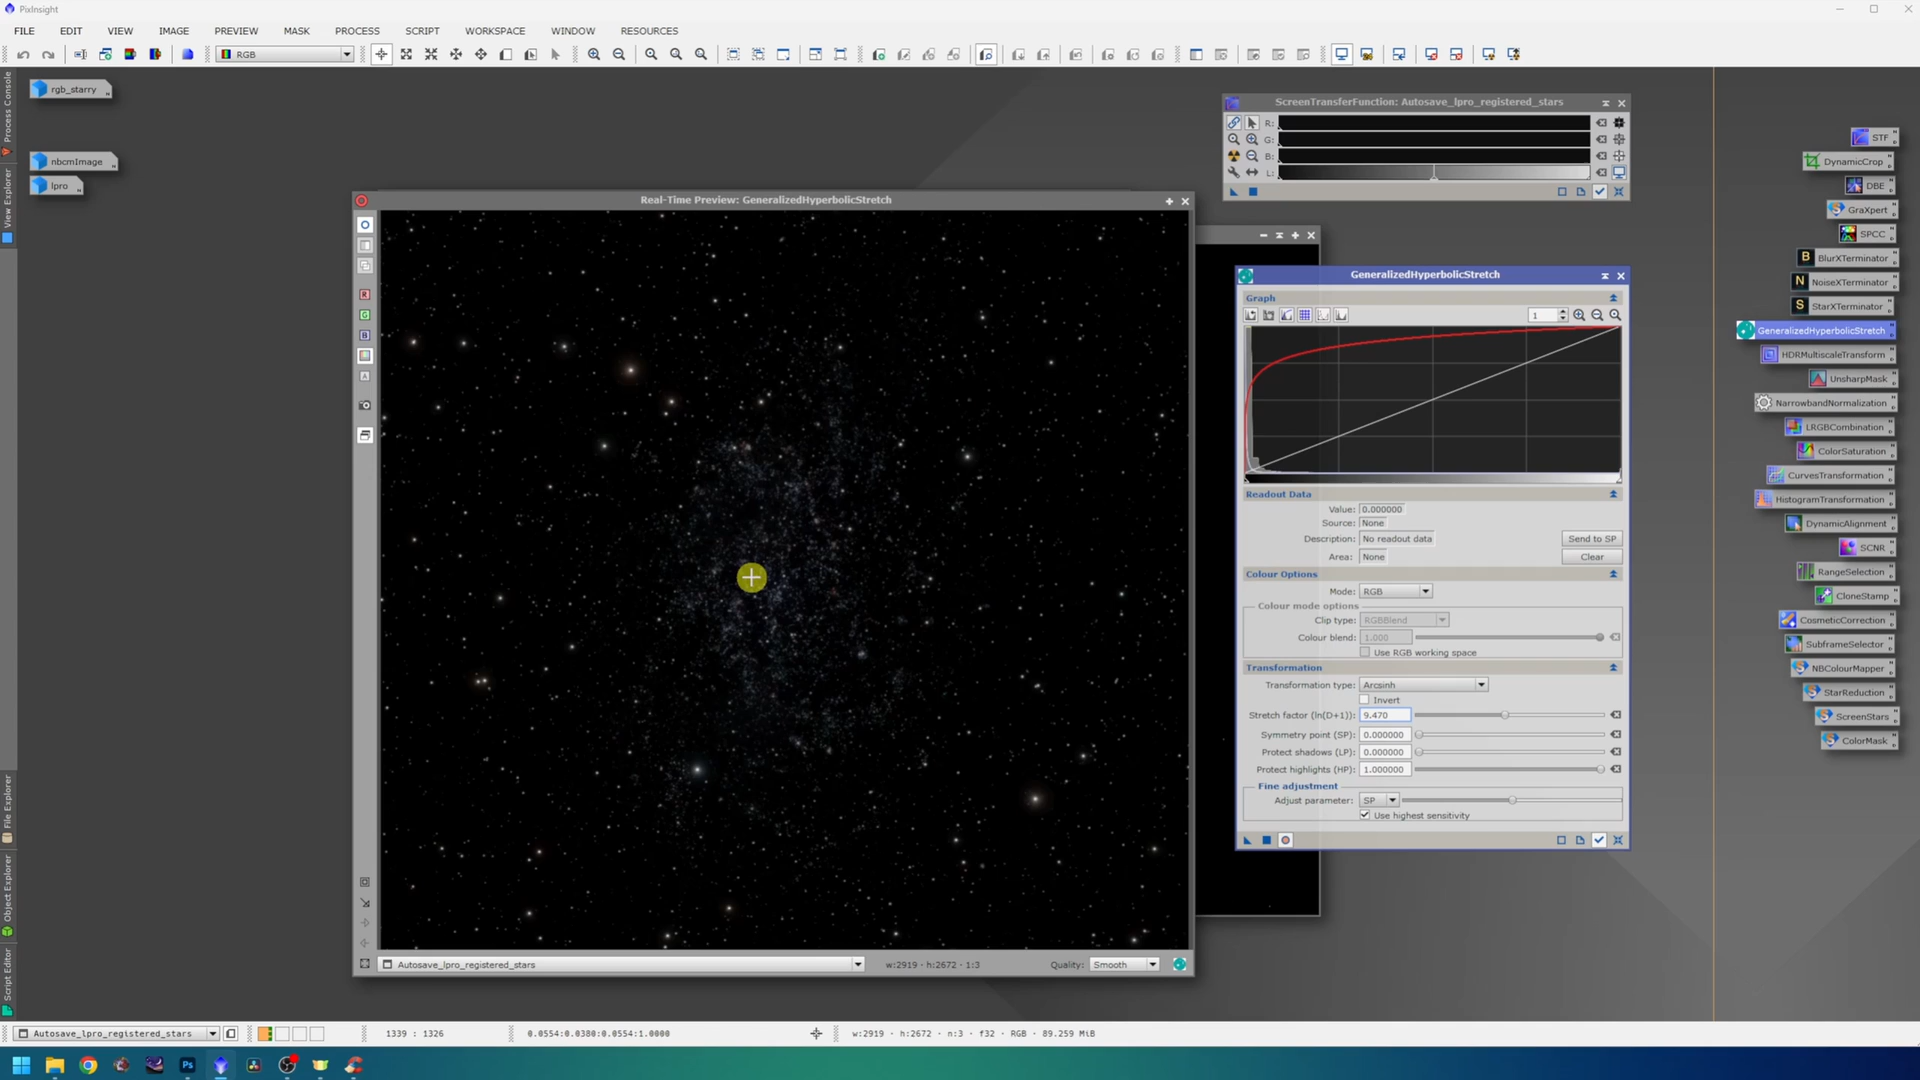 PixInsight
FILE EDIT VIEW IMAGE PREVIEW MASK PROCESS SCRIPT WORKSPACE WINDOW RESOURCES
RGB
Process Console
View Explorer
File Explorer
Object Explorer
Script Editor
rgb_starry
nbcmImage
lpro
ScreenTransferFunction: Autosave_lpro_registered_stars
R:
G:
B:
L:
Real-Time Preview: GeneralizedHyperbolicStretch
R
G
B
A
Autosave_lpro_registered_stars w:2919 · h:2672 · 1:3 Quality: Smooth
GeneralizedHyperbolicStretch
Graph
1
Readout Data
Value: 0.000000
Source: None
Description: No readout data Send to SP
Area: None Clear
Colour Options
Mode: RGB
Colour mode options
Clip type: RGBBlend
Colour blend: 1.000
Use RGB working space
Transformation
Transformation type: Arcsinh
Invert
Stretch factor (ln(D+1)): 9.470
Symmetry point (SP): 0.000000
Protect shadows (LP): 0.000000
Protect highlights (HP): 1.000000
Fine adjustment
Adjust parameter: SP
Use highest sensitivity
STF
DynamicCrop
DBE
GraXpert
SPCC
B BlurXTerminator
N NoiseXTerminator
S StarXTerminator
GeneralizedHyperbolicStretch
HDRMultiscaleTransform
UnsharpMask
NarrowbandNormalization
LRGBCombination
ColorSaturation
CurvesTransformation
HistogramTransformation
DynamicAlignment
SCNR
RangeSelection
CloneStamp
CosmeticCorrection
SubframeSelector
NBColourMapper
StarReduction
ScreenStars
ColorMask
Autosave_lpro_registered_stars 1339 : 1326 0.0554:0.0380:0.0554:1.0000 w:2919 · h:2672 · n:3 · f32 · RGB · 89.259 MiB
Ps